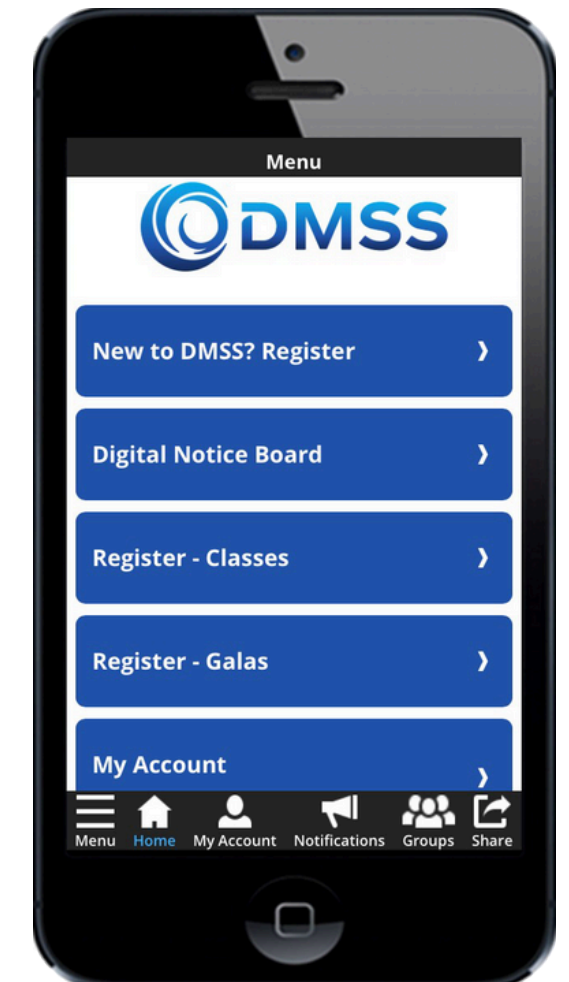 Menu
DMSS
New to DMSS? Register
Digital Notice Board
Register - Classes
Register - Galas
My Account
Menu Home My Account Notifications Groups Share